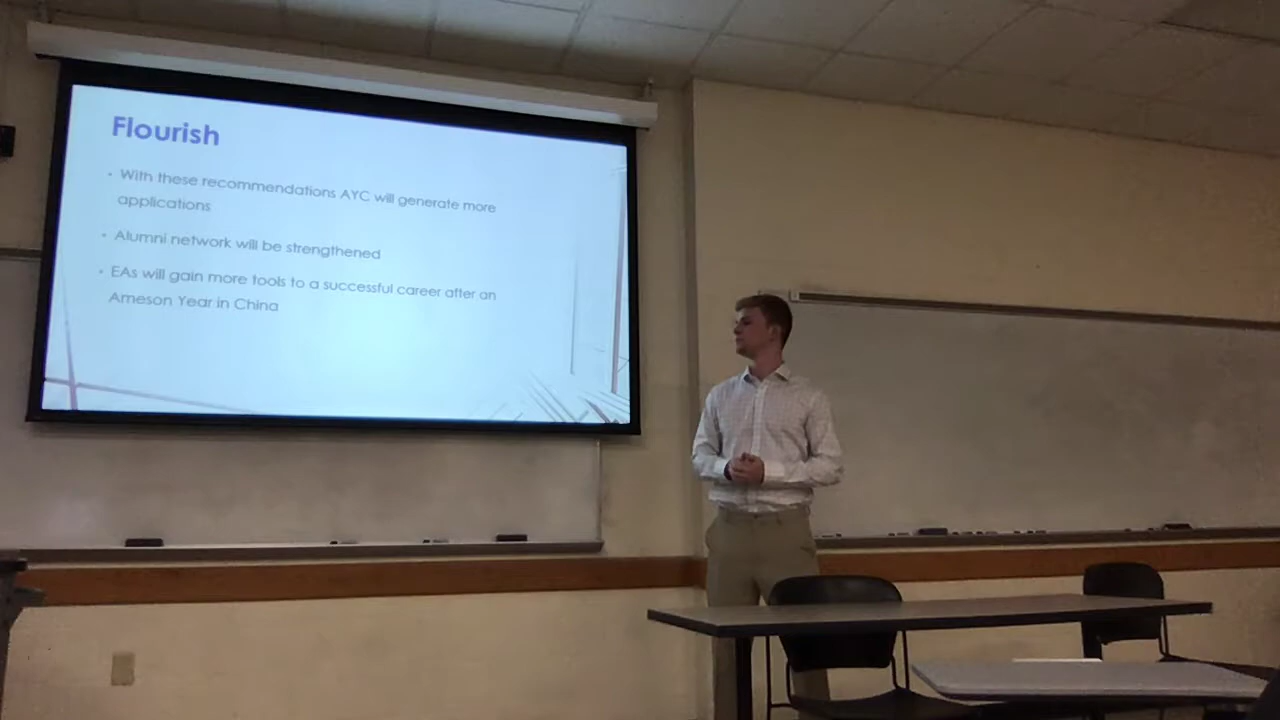 Flourish
· With these recommendations AYC will generate more
applications
· Alumni network will be strengthened
· EAs will gain more tools to a successful career after an
Ameson Year in China